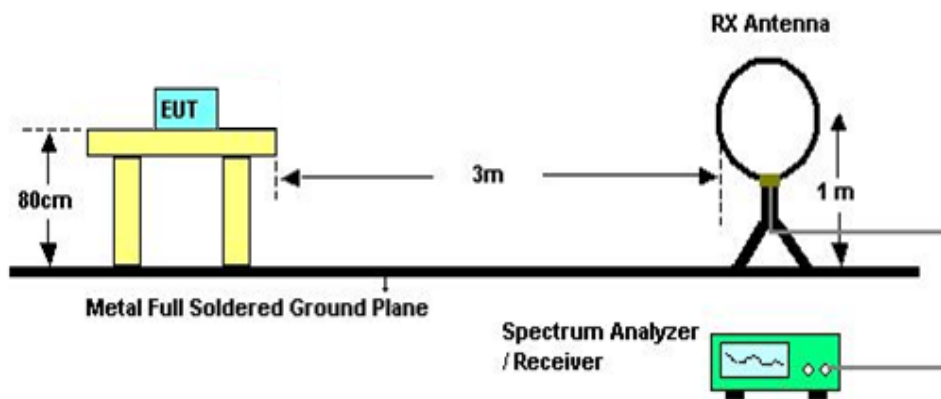 RX Antenna
EUT
80cm
3m
1 m
Metal Full Soldered Ground Plane
Spectrum Analyzer
/ Receiver